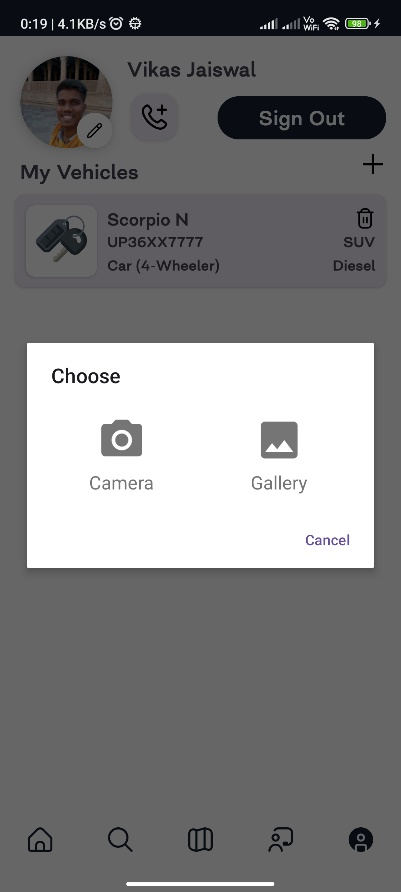 0:19 | 4.1KB/s
Vo
WiFi
98
Vikas Jaiswal
Sign Out
My Vehicles
Scorpio N
UP36XX7777
SUV
Car (4-Wheeler)
Diesel
Choose
Camera
Gallery
Cancel